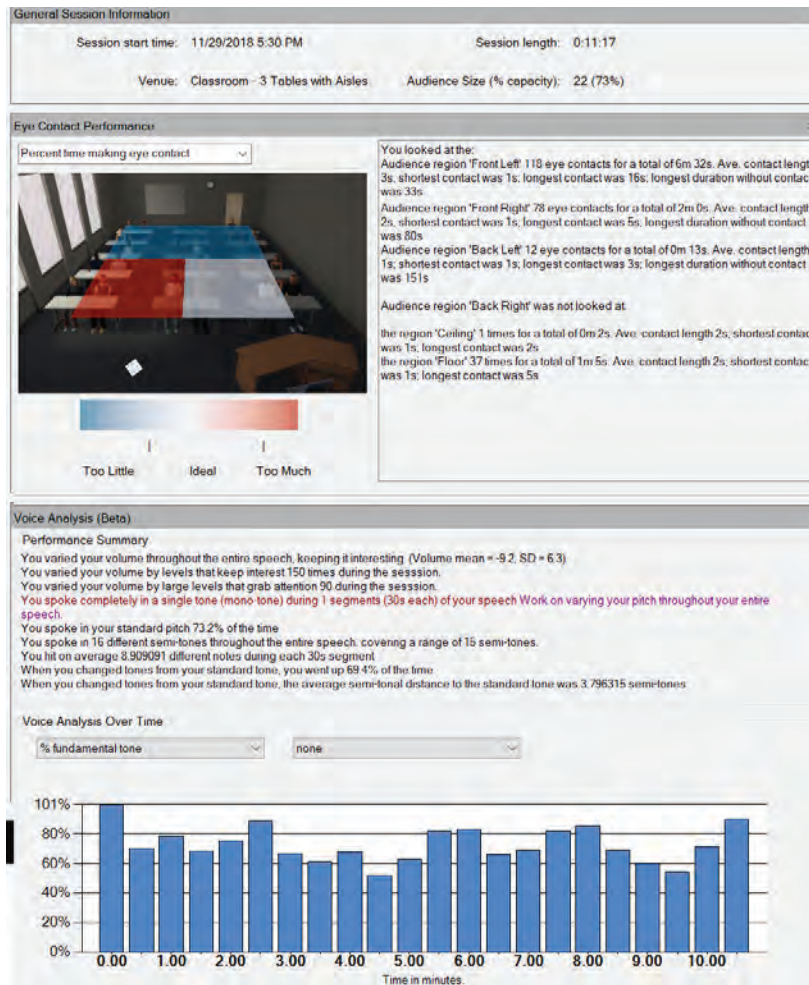 General Session Information
Session start time: 11/29/2018 5:30 PM Session length: 0:11:17
Venue: Classroom - 3 Tables with Aisles Audience Size (% capacity): 22 (73%)
Eye Contact Performance
Percent time making eye contact
You looked at the:
Audience region 'Front Left' 118 eye contacts for a total of 6m 32s. Ave. contact lengt
3s; shortest contact was 1s; longest contact was 16s; longest duration without contac
was 33s
Audience region 'Front Right' 78 eye contacts for a total of 2m 0s. Ave. contact length
2s, shortest contact was 1s; longest contact was 5s; longest duration without contact
was 80s
Audience region 'Back Left' 12 eye contacts for a total of 0m 13s. Ave. contact length
1s; shortest contact was 1s; longest contact was 3s; longest duration without contact
was 151s
Audience region 'Back Right' was not looked at.
the region 'Ceiling' 1 times for a total of 0m 2s. Ave. contact length 2s, shortest contac
was 1s; longest contact was 2s
the region 'Floor' 37 times for a total of 1m 5s. Ave. contact length 2s; shortest contac
was 1s; longest contact was 5s
Too Little Ideal Too Much
Voice Analysis (Beta)
Performance Summary
You varied your volume throughout the entire speech, keeping it interesting. (Volume mean = -9.2, SD = 6.3)
You varied your volume by levels that keep interest 150 times during the sesssion.
You varied your volume by large levels that grab attention 90 during the sesssion.
You spoke completely in a single tone (mono tone) during 1 segments (30s each) of your speech Work on varying your pitch throughout your entire
speech.
You spoke in your standard pitch 73.2% of the time
You spoke in 16 different semi-tones throughout the entire speech, covering a range of 15 semi-tones.
You hit on average 8.909091 different notes during each 30s segment
When you changed tones from your standard tone, you went up 69.4% of the time
When you changed tones from your standard tone, the average semi-tonal distance to the standard tone was 3.796315 semi-tones
Voice Analysis Over Time
% fundamental tone none
101%
80%
60%
40%
20%
0%
0.00 1.00 2.00 3.00 4.00 5.00 6.00 7.00 8.00 9.00 10.00
Time in minutes.